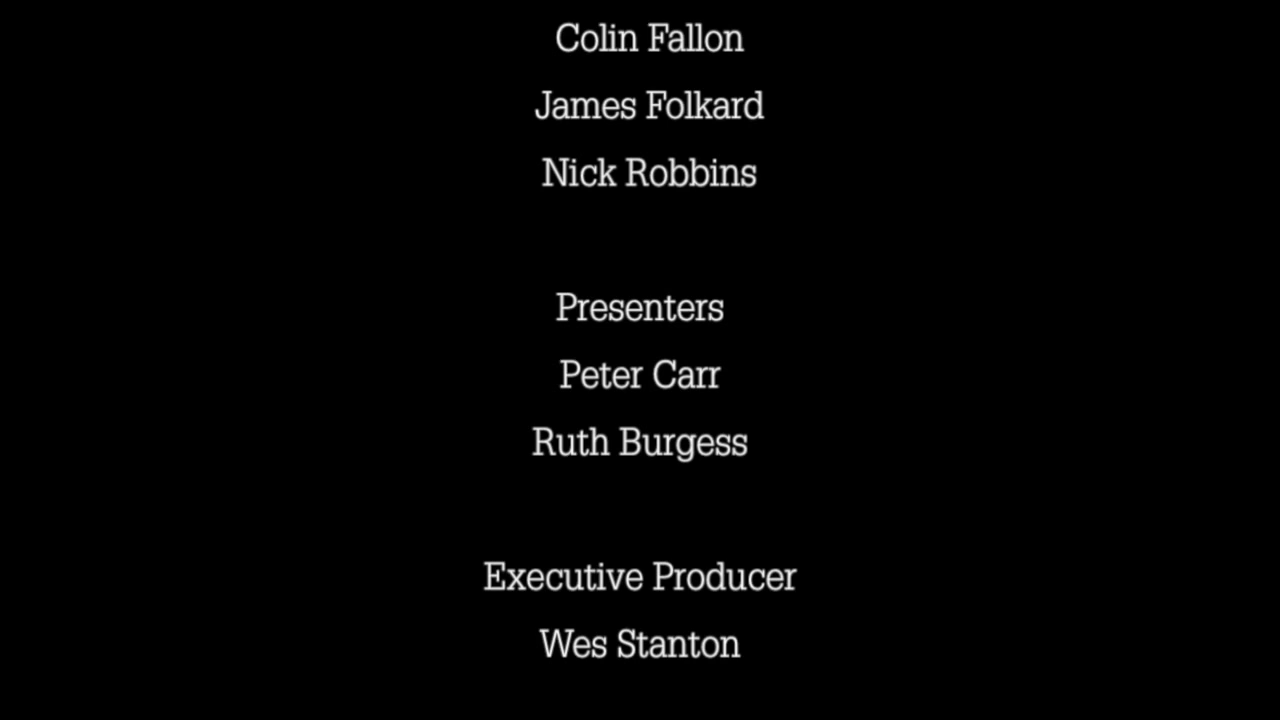 Colin Fallon
James Folkard
Nick Robbins
Presenters
Peter Carr
Ruth Burgess
Executive Producer
Wes Stanton